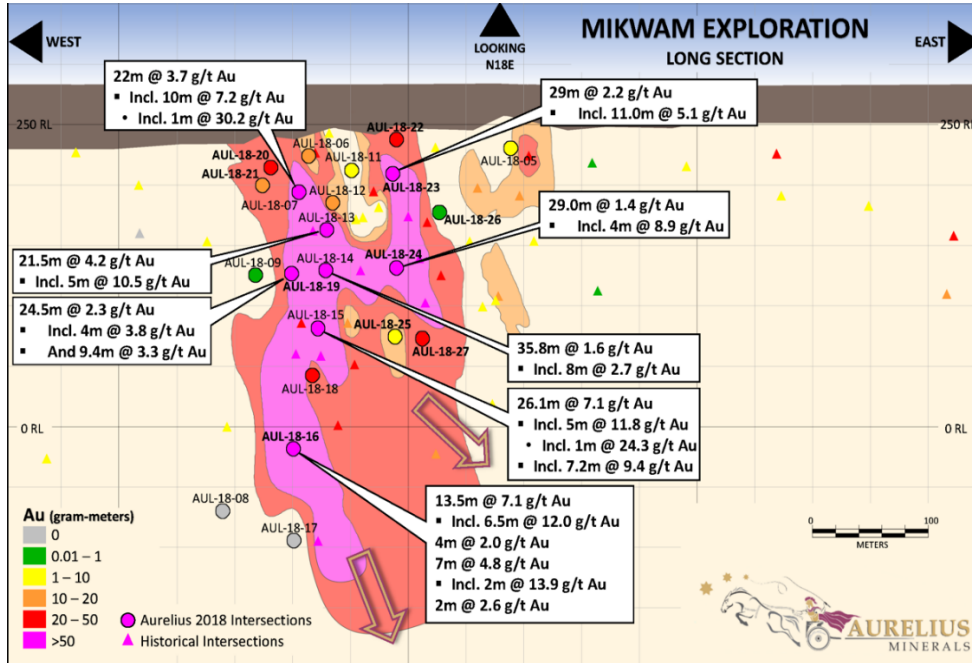 MIKWAM EXPLORATION
LONG SECTION
WEST
LOOKING
N18E
EAST
22m @ 3.7 g/t Au
▪ Incl. 10m @ 7.2 g/t Au
• Incl. 1m @ 30.2 g/t Au
29m @ 2.2 g/t Au
▪ Incl. 11.0m @ 5.1 g/t Au
250 RL
250 RL
AUL-18-22
AUL-18-06
AUL-18-11
AUL-18-05
AUL-18-20
AUL-18-21
AUL-18-07
AUL-18-12
AUL-18-23
AUL-18-13
AUL-18-26
29.0m @ 1.4 g/t Au
▪ Incl. 4m @ 8.9 g/t Au
21.5m @ 4.2 g/t Au
▪ Incl. 5m @ 10.5 g/t Au
AUL-18-09
AUL-18-14
AUL-18-24
AUL-18-19
24.5m @ 2.3 g/t Au
▪ Incl. 4m @ 3.8 g/t Au
▪ And 9.4m @ 3.3 g/t Au
AUL-18-15
AUL-18-25
AUL-18-27
35.8m @ 1.6 g/t Au
▪ Incl. 8m @ 2.7 g/t Au
AUL-18-18
26.1m @ 7.1 g/t Au
▪ Incl. 5m @ 11.8 g/t Au
• Incl. 1m @ 24.3 g/t Au
▪ Incl. 7.2m @ 9.4 g/t Au
0 RL
0 RL
AUL-18-16
AUL-18-08
AUL-18-17
13.5m @ 7.1 g/t Au
▪ Incl. 6.5m @ 12.0 g/t Au
4m @ 2.0 g/t Au
7m @ 4.8 g/t Au
▪ Incl. 2m @ 13.9 g/t Au
2m @ 2.6 g/t Au
0 100
METERS
Au (gram-meters)
0
0.01 – 1
1 – 10
10 – 20
20 – 50
>50
Aurelius 2018 Intersections
Historical Intersections
AURELIUS
MINERALS